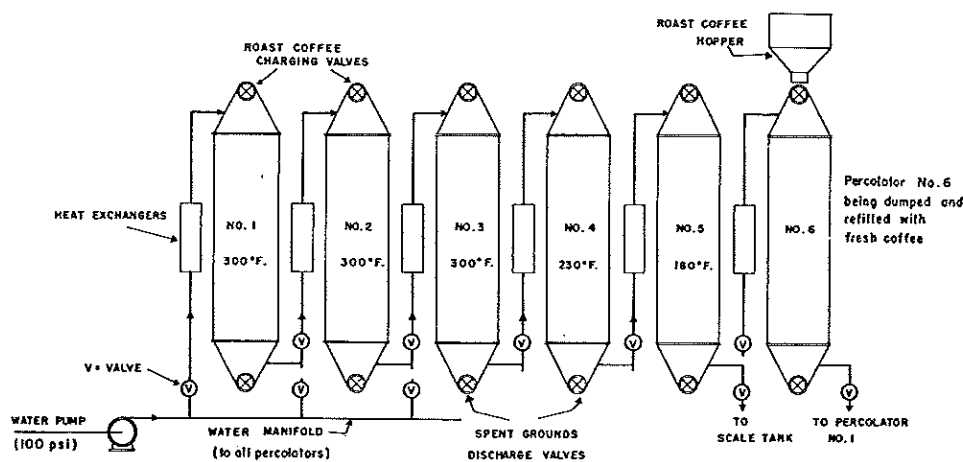 ROAST COFFEE
CHARGING VALVES
ROAST COFFEE
HOPPER
HEAT EXCHANGERS
NO. 1
300°F.
NO. 2
300°F.
NO. 3
300°F.
NO. 4
230°F.
NO. 5
180°F.
NO. 6
Percolator No. 6
being dumped and
refilled with
fresh coffee
V
V
V
V
V
V
V = VALVE
V
V
V
V
V
WATER PUMP
(100 psi)
WATER MANIFOLD
(to all percolators)
SPENT GROUNDS
DISCHARGE VALVES
TO
SCALE TANK
TO PERCOLATOR
NO. 1